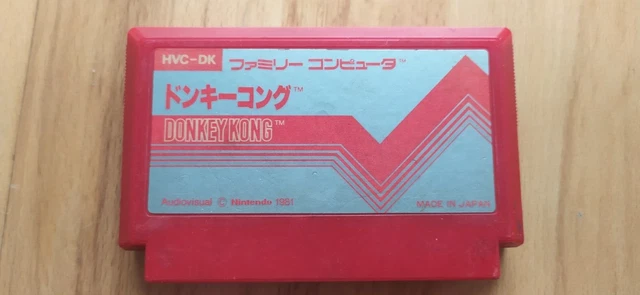 HVC-DK ファミリー コンピュータ™
ドンキーコング™
DONKEY KONG™
Audiovisual © Nintendo 1981 MADE IN JAPAN